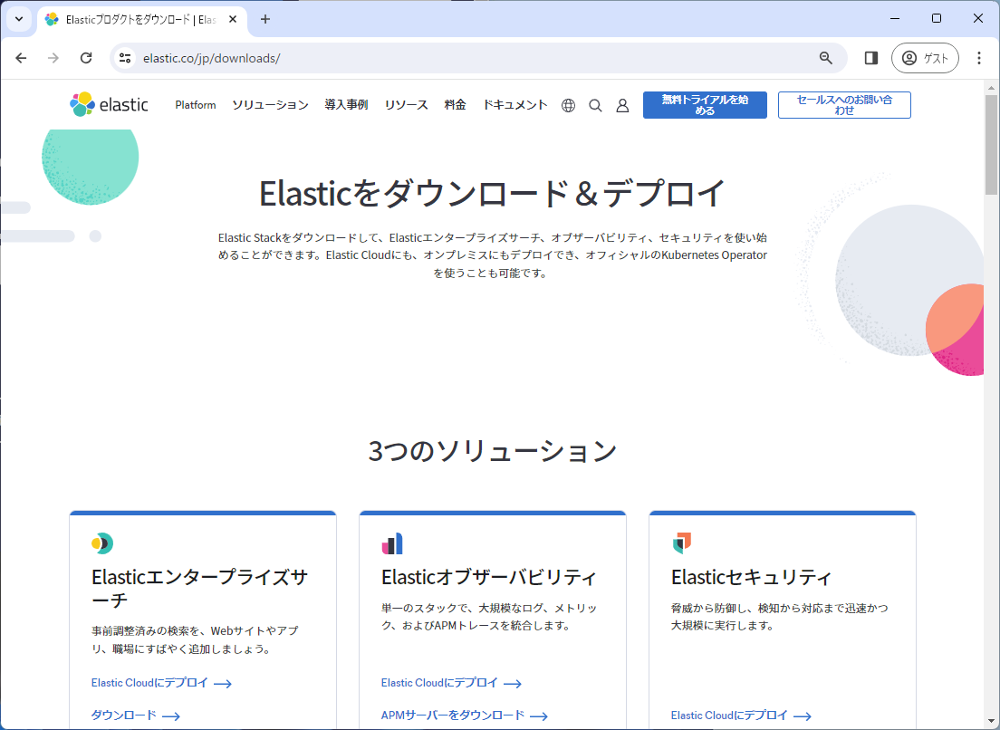 Elasticプロダクトをダウンロード | Elas
elastic.co/jp/downloads/
ゲスト
elastic
Platform ソリューション 導入事例 リソース 料金 ドキュメント
無料トライアルを始
める
セールスへのお問い合
わせ
Elasticをダウンロード＆デプロイ
Elastic Stackをダウンロードして、Elasticエンタープライズサーチ、オブザーバビリティ、セキュリティを使い始
めることができます。Elastic Cloudにも、オンプレミスにもデプロイでき、オフィシャルのKubernetes Operator
を使うことも可能です。
3つのソリューション
Elasticエンタープライズサ
ーチ
事前調整済みの検索を、Webサイトやアプ
リ、職場にすばやく追加しましょう。
Elastic Cloudにデプロイ
ダウンロード
Elasticオブザーバビリティ
単一のスタックで、大規模なログ、メトリッ
ク、およびAPMトレースを統合します。
Elastic Cloudにデプロイ
APMサーバーをダウンロード
Elasticセキュリティ
脅威から防御し、検知から対応まで迅速かつ
大規模に実行します。
Elastic Cloudにデプロイ